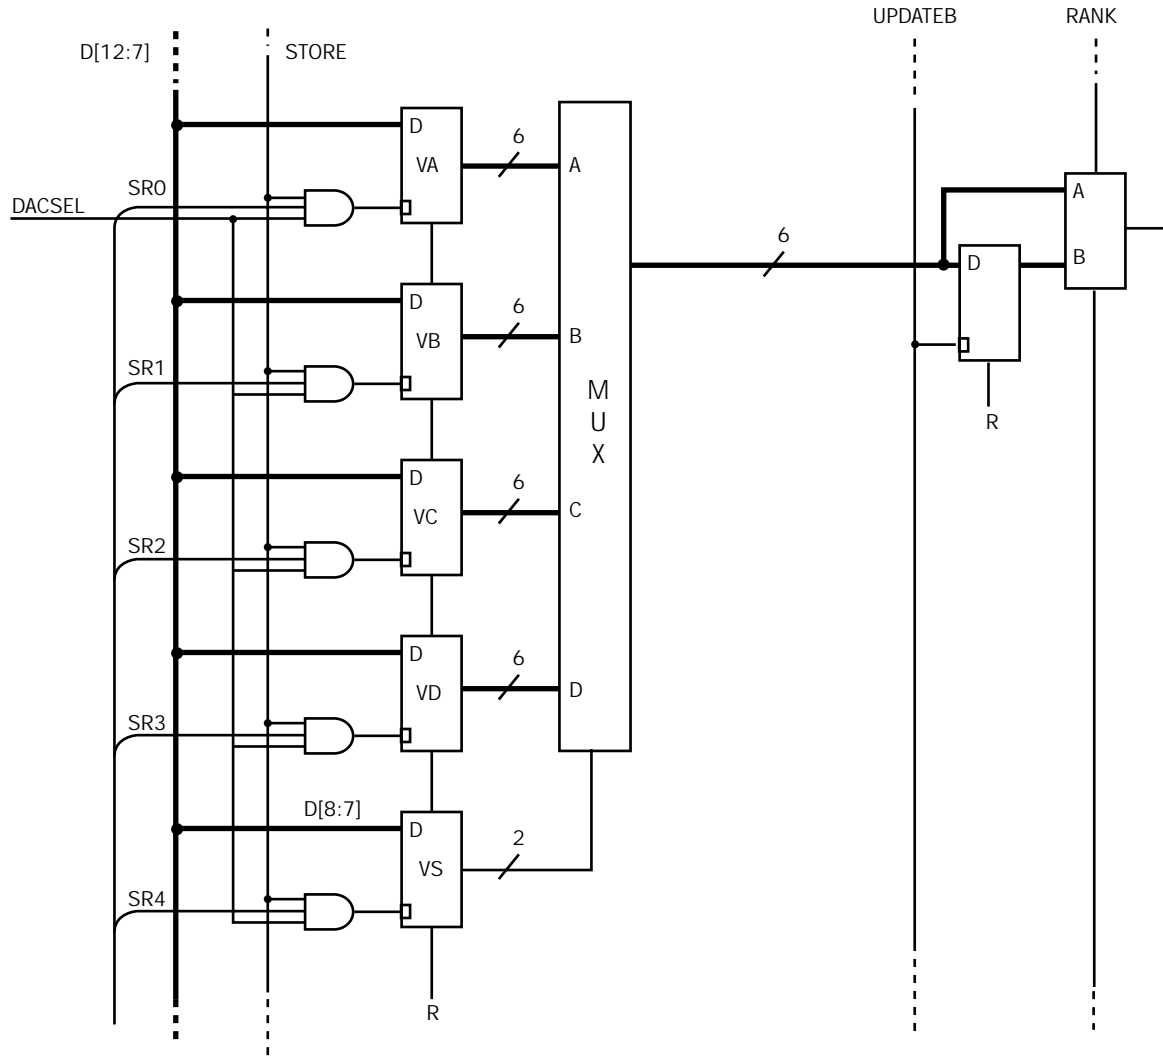 UPDATEB RANK
D[12:7] STORE
D
VA
6
A
SR0
DACSEL
A
6
D
B
D
VB
6
B
SR1
M
U
X
R
D
VC
6
C
SR2
D
VD
6
D
SR3
D[8:7]
D
VS
2
SR4
R